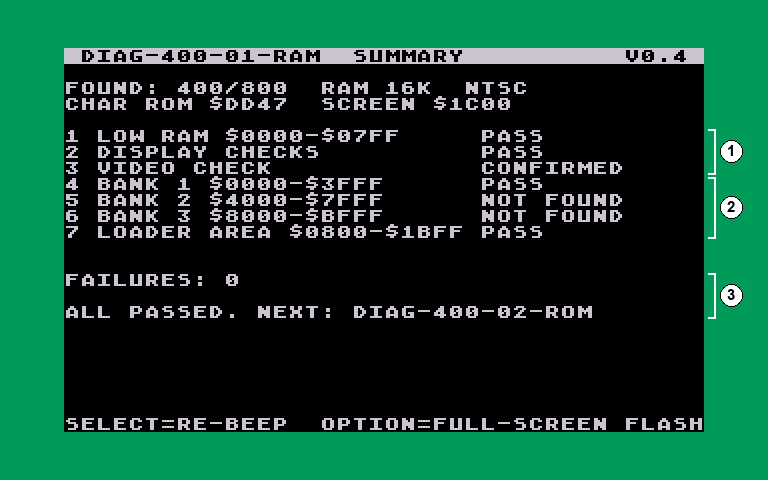 DIAG-400-01-RAM  SUMMARY  V0.4
FOUND: 400/800  RAM 16K  NTSC
CHAR ROM $DD47  SCREEN $1C00
1 LOW RAM $0000-$07FF  PASS
2 DISPLAY CHECKS  PASS
3 VIDEO CHECK  CONFIRMED
1
4 BANK 1 $0000-$3FFF  PASS
5 BANK 2 $4000-$7FFF  NOT FOUND
6 BANK 3 $8000-$BFFF  NOT FOUND
7 LOADER AREA $0800-$1BFF PASS
2
FAILURES: 0
ALL PASSED. NEXT: DIAG-400-02-ROM
3
SELECT=RE-BEEP  OPTION=FULL-SCREEN FLASH